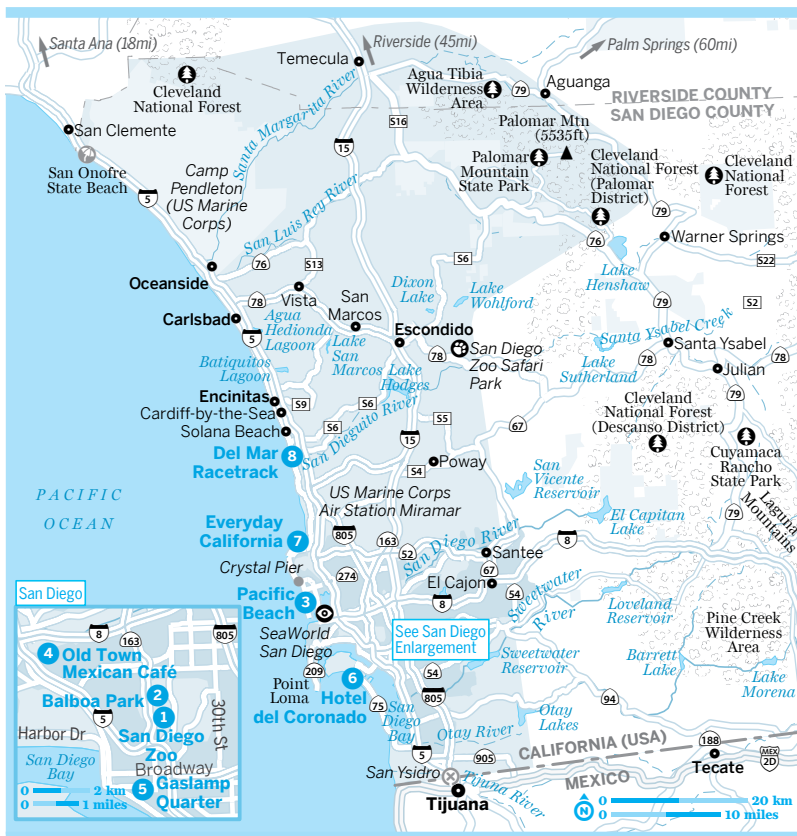 Santa Ana (18mi)
Riverside (45mi)
Palm Springs (60mi)
Temecula
Cleveland
National Forest
Agua Tibia
Wilderness
Area
79
Aguanga
RIVERSIDE COUNTY
SAN DIEGO COUNTY
San Clemente
Santa Margarita River
S16
Palomar Mtn
(5535ft)
15
San Onofre
State Beach
Camp
Pendleton
(US Marine
Corps)
5
Palomar
Mountain
State Park
Cleveland
National Forest
(Palomar
District)
Cleveland
National
Forest
San Luis Rey River
79
76
Warner Springs
S22
Oceanside
76
S13
S6
Lake
Henshaw
78
Vista
San
Marcos
Dixon
Lake
Lake
Wohlford
79
S2
Carlsbad
5
Agua
Hedionda
Lagoon
Lake
San
Marcos
Escondido
78
San Diego
Zoo Safari
Park
Santa Ysabel Creek
Santa Ysabel
78
78
Lake
Sutherland
Julian
Batiquitos
Lagoon
Lake
Hodges
79
Encinitas
S9
S6
Cardiff-by-the-Sea
Solana Beach
S6
S5
67
Cleveland
National Forest
(Descanso District)
San Dieguito River
15
8
Del Mar
Racetrack
S4
Poway
Cuyamaca
Rancho
State Park
San
Vicente
Reservoir
PACIFIC
OCEAN
US Marine Corps
Air Station Miramar
El Capitan
Lake
79
Laguna
Mountains
Everyday
California
7
805
163
52
San Diego River
Santee
8
Crystal Pier
274
67
El Cajon
54
8
Sweetwater
River
Loveland
Reservoir
Pacific
Beach
3
SeaWorld
San Diego
See San Diego
Enlargement
Pine Creek
Wilderness
Area
Sweetwater
Reservoir
Barrett
Lake
Lake
Morena
209
Point
Loma
6
Hotel
del Coronado
54
805
75
San
Diego
Bay
94
Otay
Lakes
Otay River
5
905
CALIFORNIA (USA)
MEXICO
188
MEX
2D
Tecate
San Ysidro
Tijuana
Tijuana River
N
0
20 km
0
10 miles
San Diego
8
163
805
4
Old Town
Mexican Café
Balboa Park
2
1
San Diego
Zoo
5
30th St
Harbor Dr
San Diego
Bay
Broadway
5
Gaslamp
Quarter
0
2 km
0
1 miles